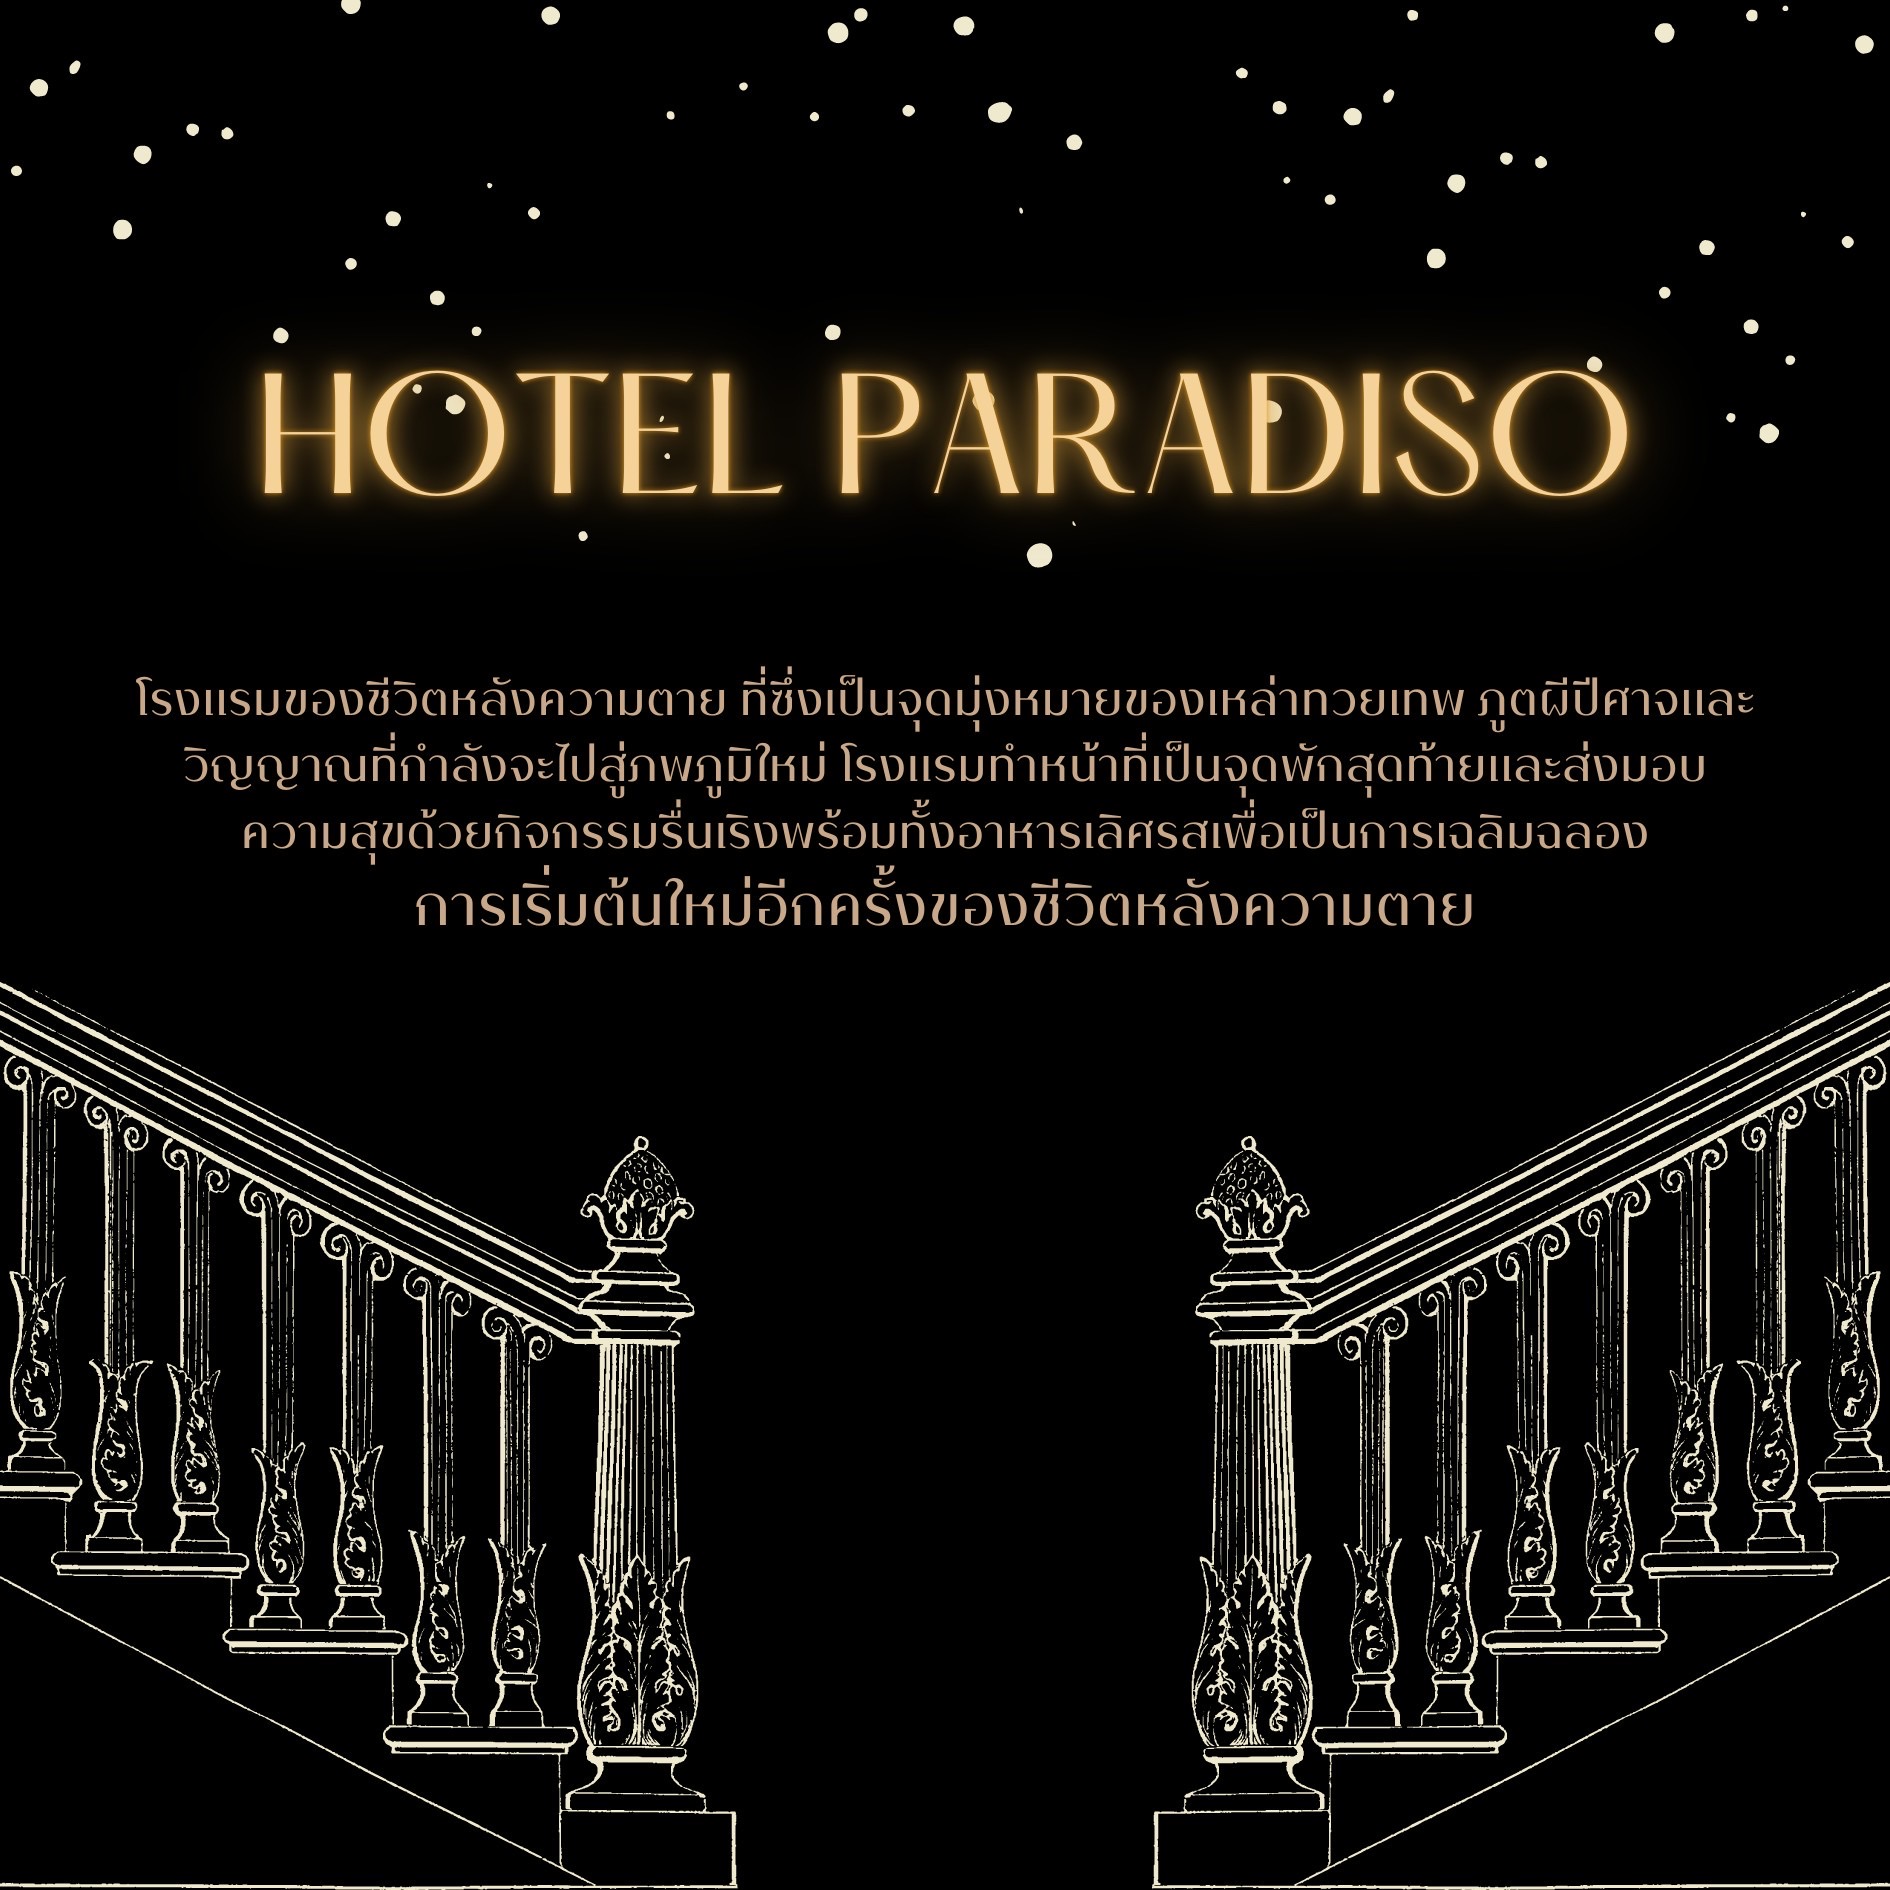 HOTEL PARADISO
โรงแรมของชีวิตหลังความตาย ที่ซึ่งเป็นจุดมุ่งหมายของเหล่าทวยเทพ ภูตผีปีศาจและ
วิญญาณที่กำลังจะไปสู่ภพภูมิใหม่ โรงแรมทำหน้าที่เป็นจุดพักสุดท้ายและส่งมอบ
ความสุขด้วยกิจกรรมรื่นเริงพร้อมทั้งอาหารเลิศรสเพื่อเป็นการเฉลิมฉลอง
การเริ่มต้นใหม่อีกครั้งของชีวิตหลังความตาย